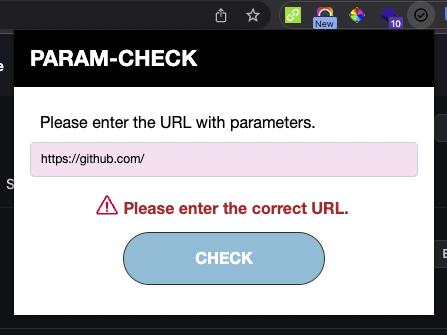 New
10
e
PARAM-CHECK
Please enter the URL with parameters.
https://github.com/
S
Please enter the correct URL.
CHECK
E